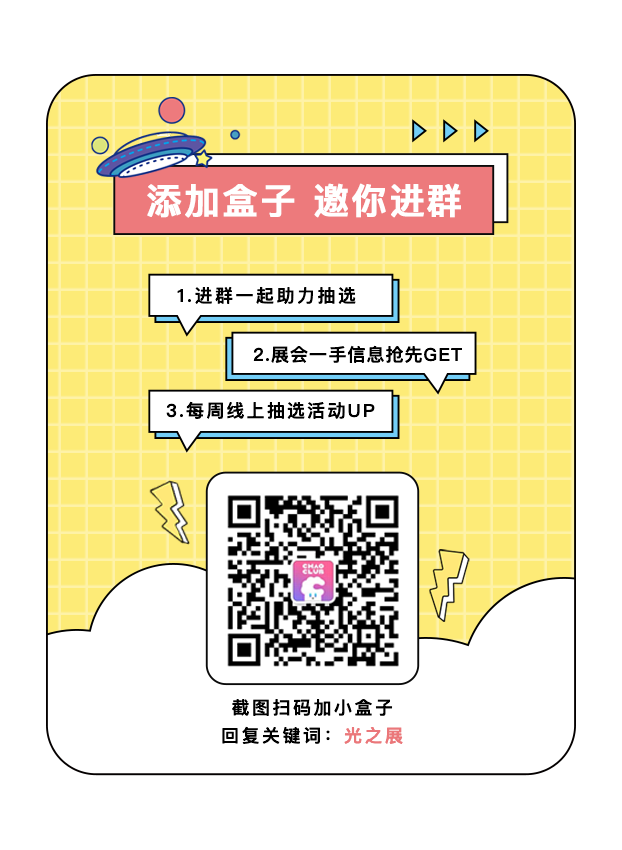 添加盒子 邀你进群
1.进群一起助力抽选
2.展会一手信息抢先GET
3.每周线上抽选活动UP
CHAO
CLUB
截图扫码加小盒子
回复关键词：光之展